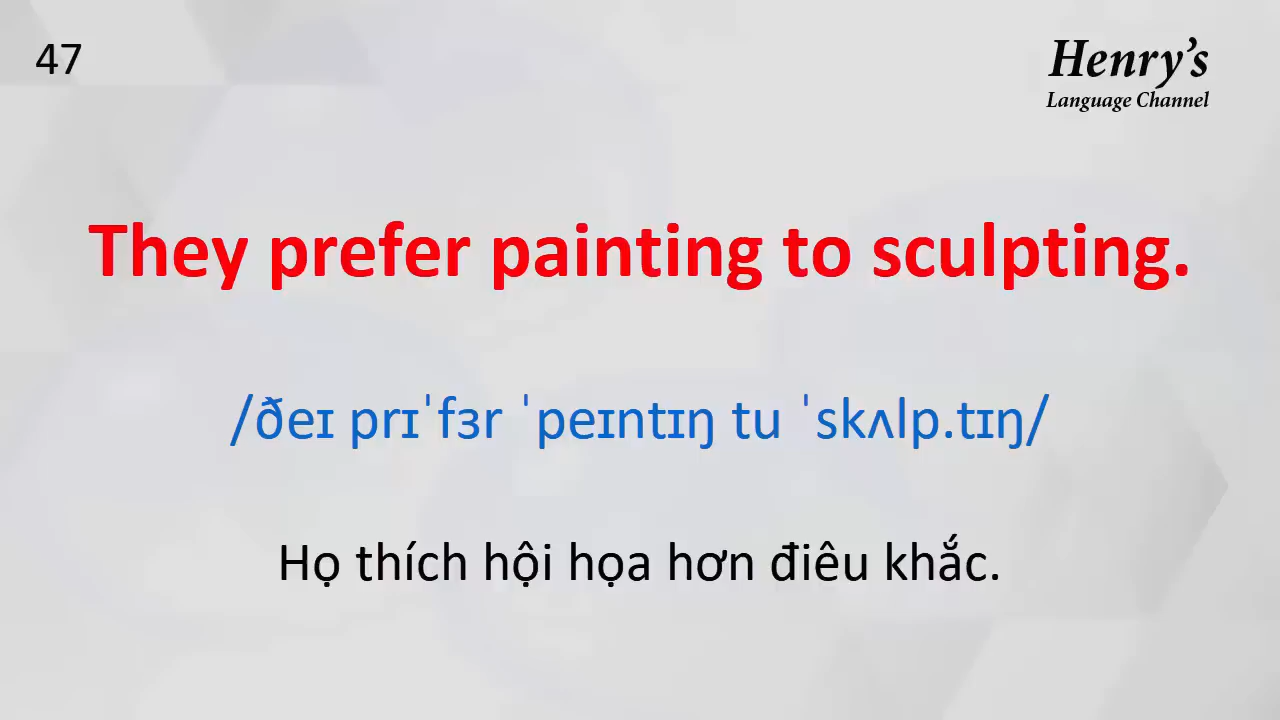 47
Henry’s
Language Channel
They prefer painting to sculpting.
/ðeɪ prɪˈfɜr ˈpeɪntɪŋ tu ˈskʌlp.tɪŋ/
Họ thích hội họa hơn điêu khắc.